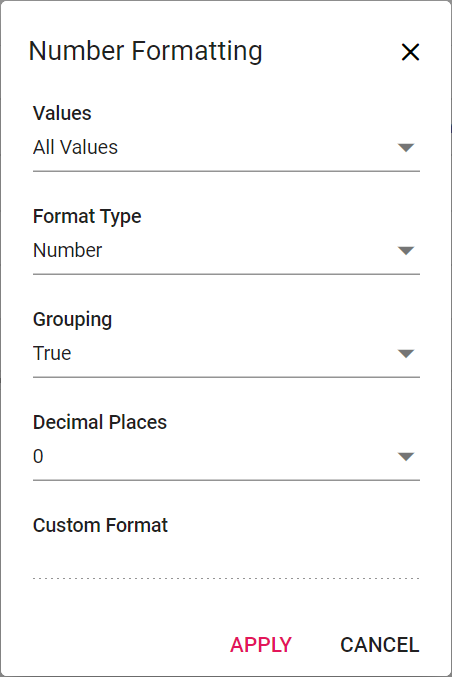 Number Formatting
Values
All Values
Format Type
Number
Grouping
True
Decimal Places
0
Custom Format
APPLY CANCEL